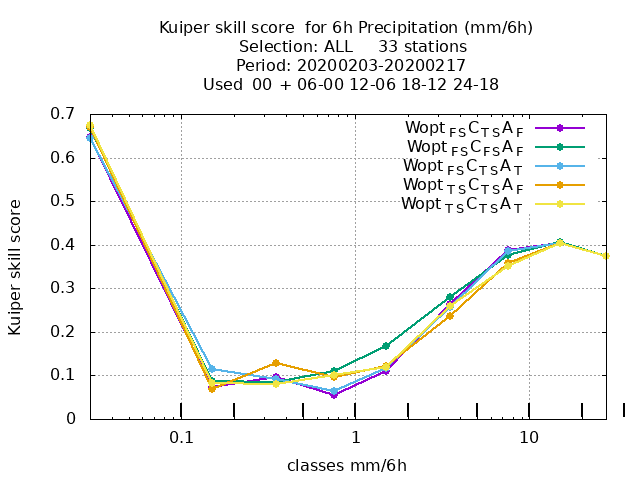 Kuiper skill score  for 6h Precipitation (mm/6h)
Selection: ALL     33 stations
Period: 20200203-20200217
Used  00  + 06-00 12-06 18-12 24-18
0.7
0.6
0.5
0.4
0.3
0.2
0.1
0
Kuiper skill score
Wopt FS C TS A F
Wopt FS C FS A F
Wopt FS C TS A T
Wopt TS C TS A F
Wopt TS C TS A T
0.1 1 10
classes mm/6h